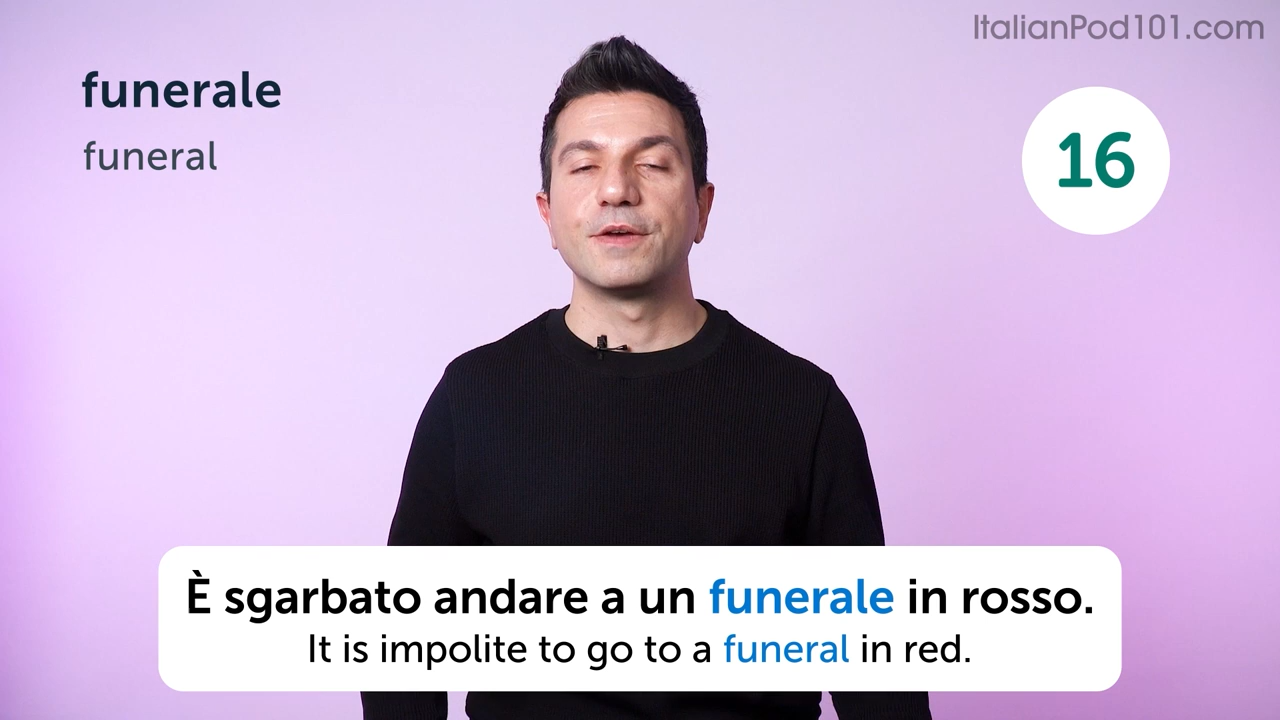 ItalianPod101.com
funerale
funeral
16
È sgarbato andare a un funerale in rosso.
It is impolite to go to a funeral in red.